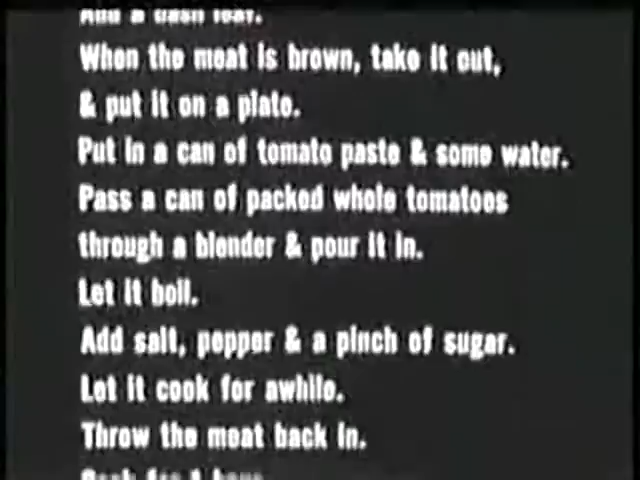 And a
When the meat is brown, take it out,
& put it on a plate.
Put in a can of tomato paste & some water.
Pass a can of packed whole tomatoes
through a blender & pour it in.
Let it boil.
Add salt, pepper & a pinch of sugar.
Let it cook for awhile.
Throw the meat back in.